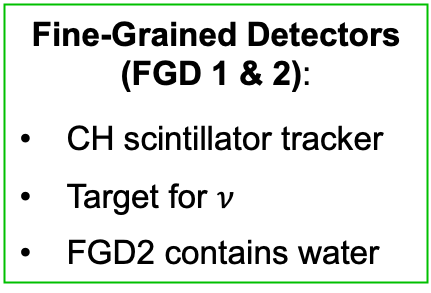 Fine-Grained Detectors
(FGD 1 & 2):
• CH scintillator tracker
• Target for ν
• FGD2 contains water